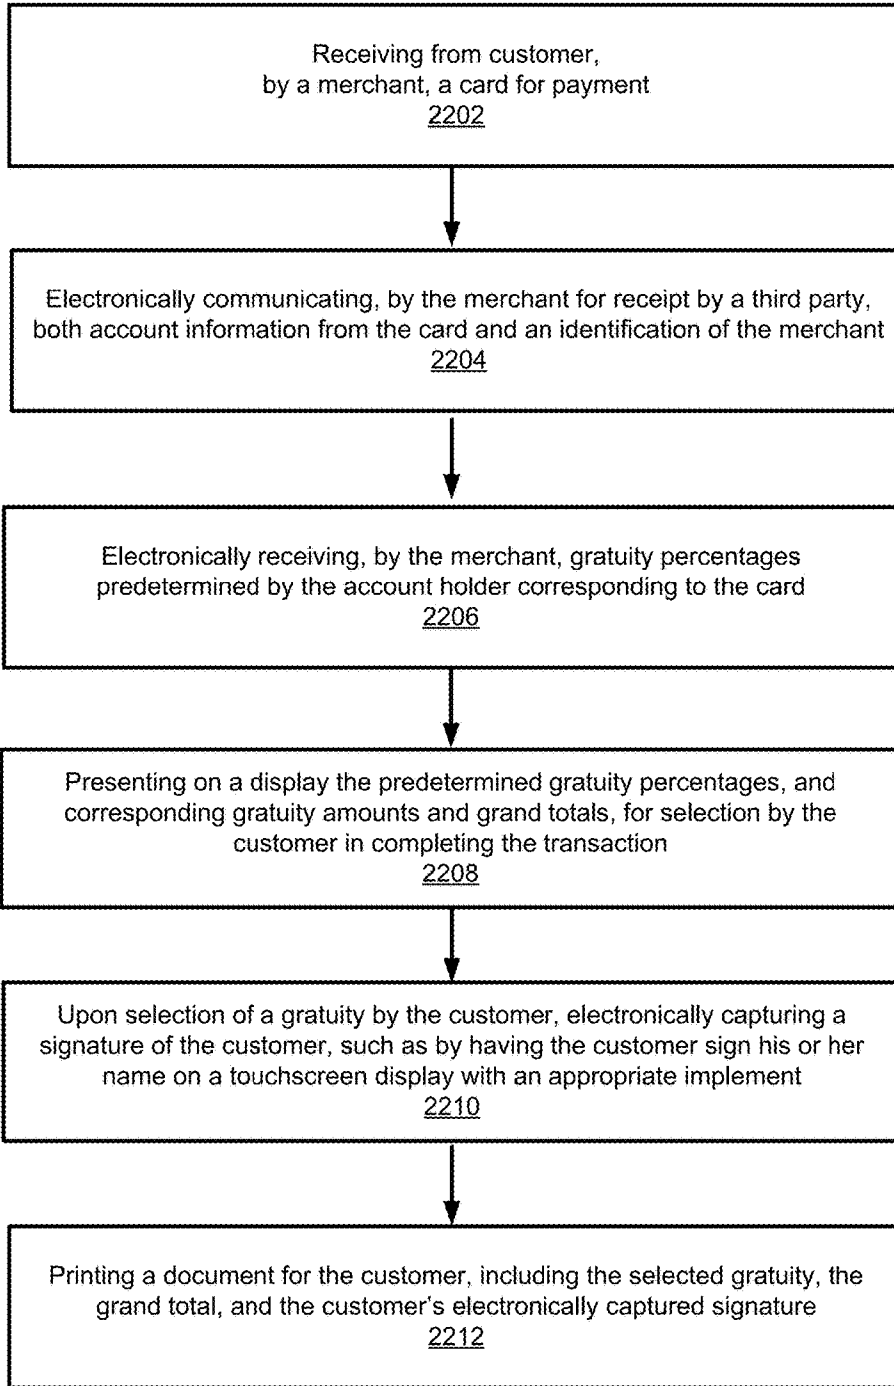 Receiving from customer,
by a merchant, a card for payment
2202
Electronically communicating, by the merchant for receipt by a third party,
both account information from the card and an identification of the merchant
2204
Electronically receiving, by the merchant, gratuity percentages
predetermined by the account holder corresponding to the card
2206
Presenting on a display the predetermined gratuity percentages, and
corresponding gratuity amounts and grand totals, for selection by the
customer in completing the transaction
2208
Upon selection of a gratuity by the customer, electronically capturing a
signature of the customer, such as by having the customer sign his or her
name on a touchscreen display with an appropriate implement
2210
Printing a document for the customer, including the selected gratuity, the
grand total, and the customer's electronically captured signature
2212